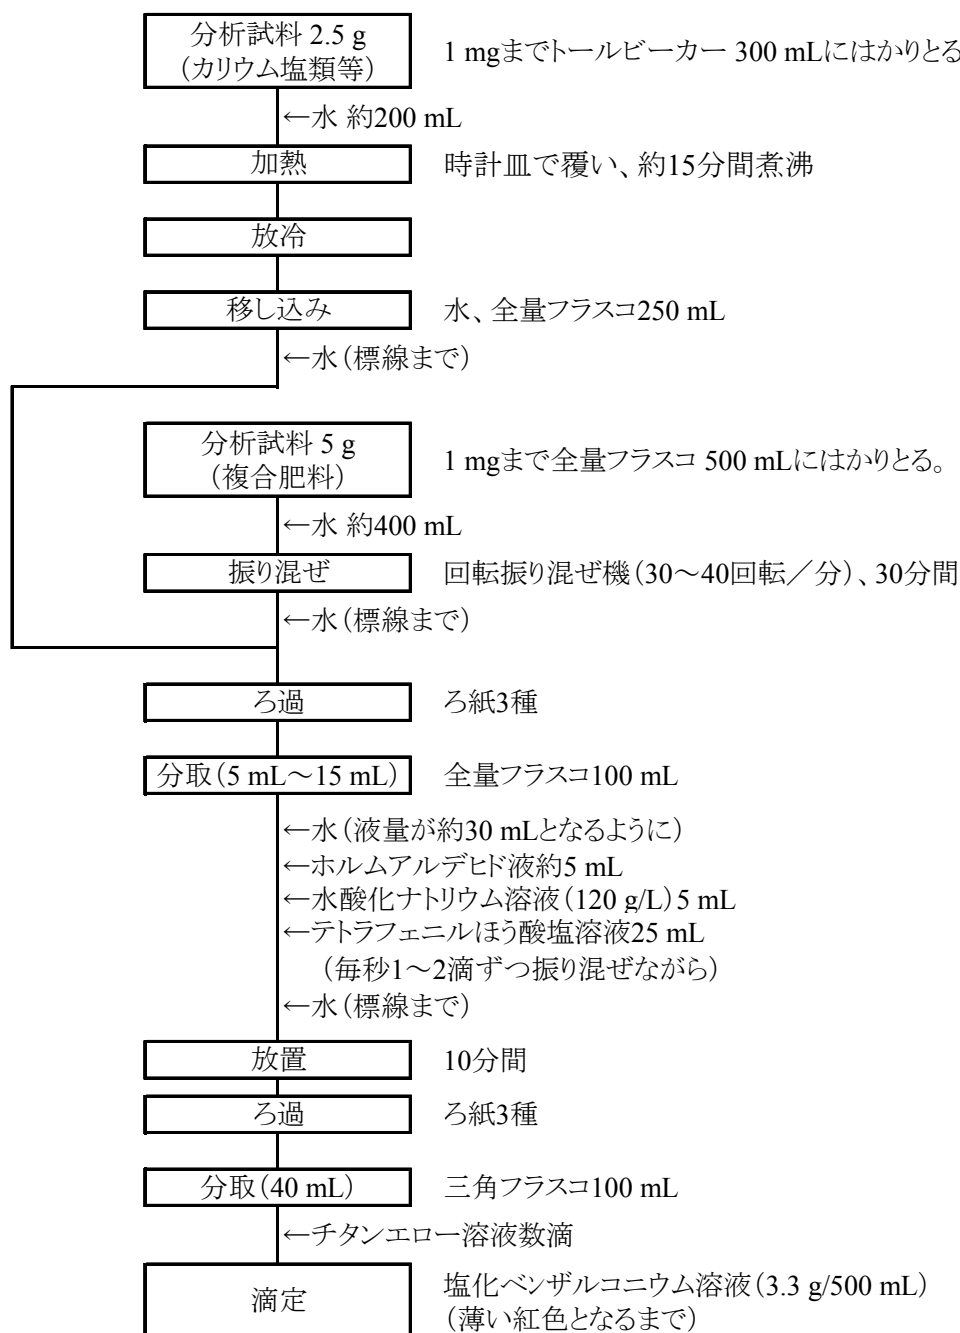 分析試料 2.5 g
（カリウム塩類等）
1 mgまでトールビーカー 300 mLにはかりとる
←水 約200 mL
加熱
時計皿で覆い、約15分間煮沸
放冷
移し込み
水、全量フラスコ250 mL
←水（標線まで）
分析試料 5 g
（複合肥料）
1 mgまで全量フラスコ 500 mLにはかりとる。
←水 約400 mL
振り混ぜ
回転振り混ぜ機（30～40回転／分）、30分間
←水（標線まで）
ろ過
ろ紙3種
分取（5 mL～15 mL）
全量フラスコ100 mL
←水（液量が約30 mLとなるように）
←ホルムアルデヒド液約5 mL
←水酸化ナトリウム溶液（120 g/L）5 mL
←テトラフェニルほう酸塩溶液25 mL
（毎秒1～2滴ずつ振り混ぜながら）
←水（標線まで）
放置
10分間
ろ過
ろ紙3種
分取（40 mL）
三角フラスコ100 mL
←チタンエロー溶液数滴
滴定
塩化ベンザルコニウム溶液（3.3 g/500 mL）
（薄い紅色となるまで）